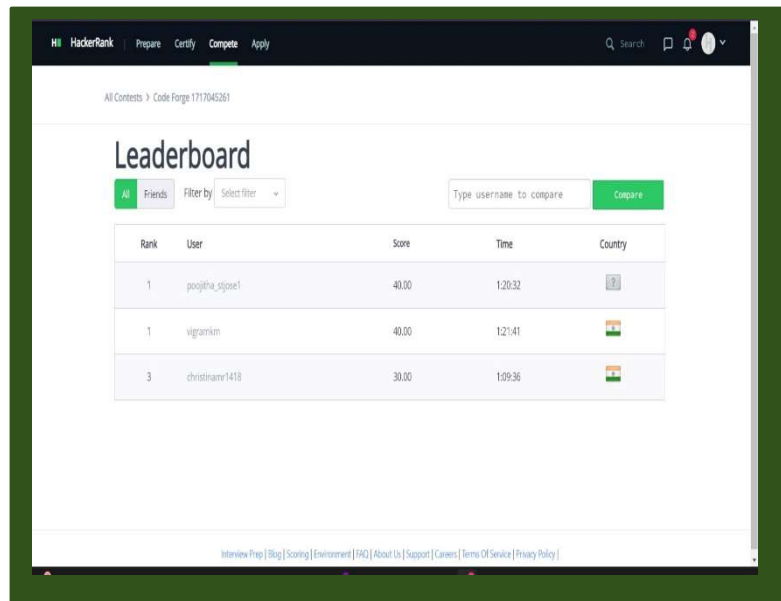 H HackerRank | Prepare Certify Compete Apply Search
All Contests > Code Forge 1717045261
Leaderboard
All Friends Filter by Select filter Type username to compare Compare
Rank User Score Time Country
1 poojitha_stjose1 40.00 1:20:32 ?
1 vigramkm 40.00 1:21:41
3 christinamr1418 30.00 1:09:36
Interview Prep | Blog | Scoring | Environment | FAQ | About Us | Support | Careers | Terms Of Service | Privacy Policy |